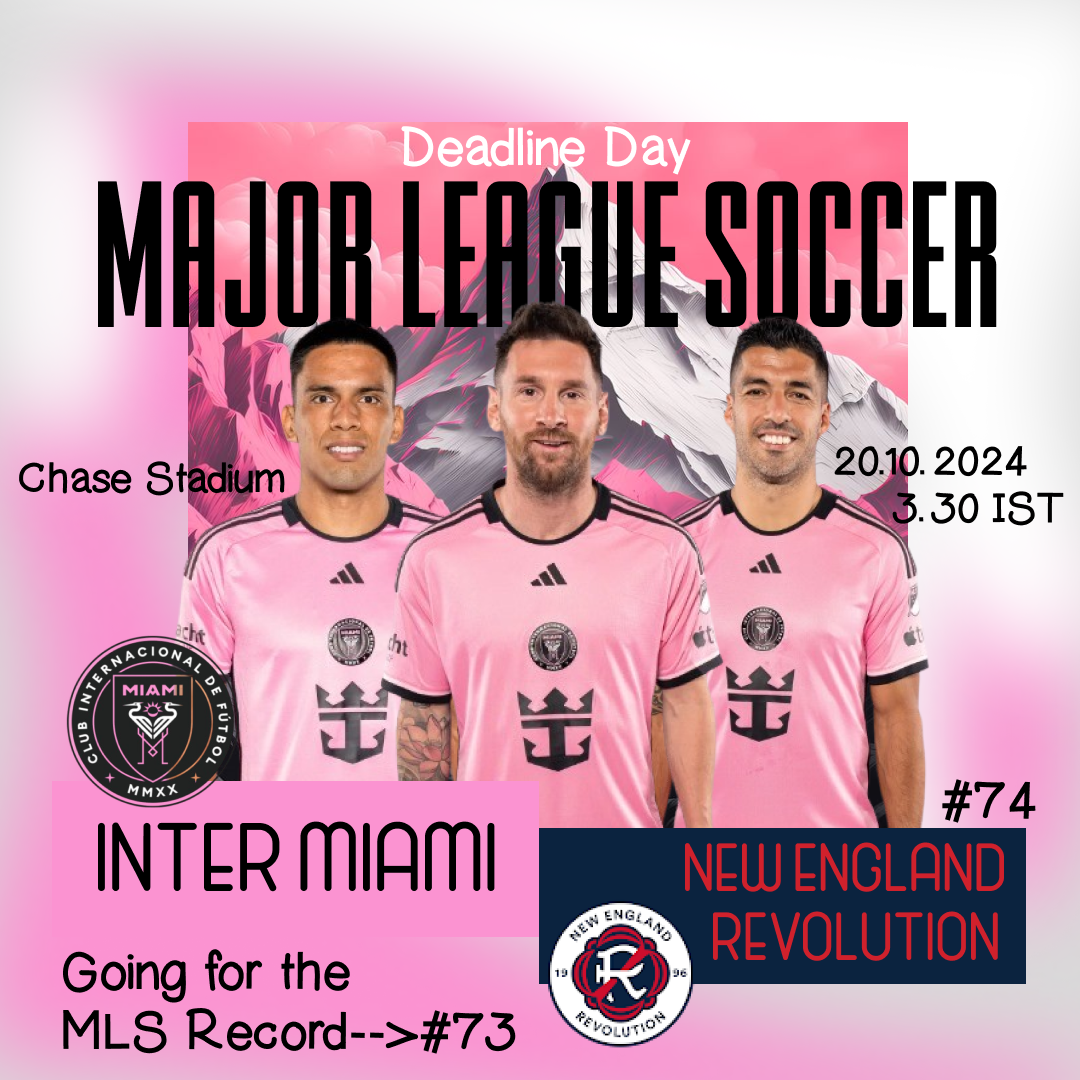 Deadline Day
MAJOR LEAGUE SOCCER
Chase Stadium
20.10.2024
3.30 IST
CLUB INTERNACIONAL DE FÚTBOL
MIAMI
MMXX
#74
INTER MIAMI
NEW ENGLAND
REVOLUTION
NEW ENGLAND
19 96
REVOLUTION
Going for the
MLS Record-->#73